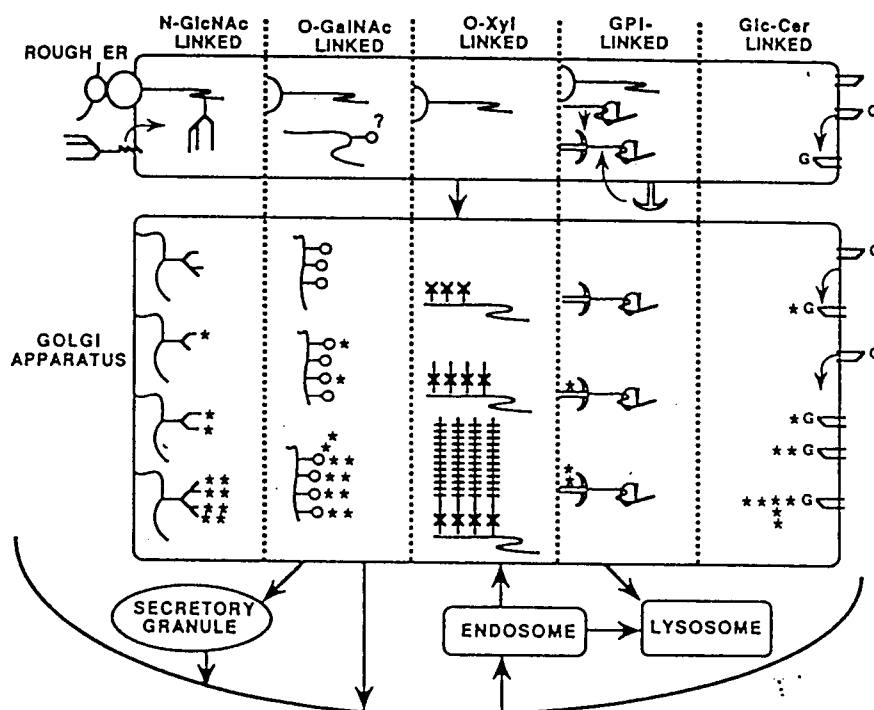 N-GlcNAc
LINKED
O-GalNAc
LINKED
O-Xyl
LINKED
GPI-
LINKED
Glc-Cer
LINKED
ROUGH ER
?
G
G
GOLGI
APPARATUS
G
* G
G
* G
* * G
* * * * G
SECRETORY
GRANULE
ENDOSOME
LYSOSOME